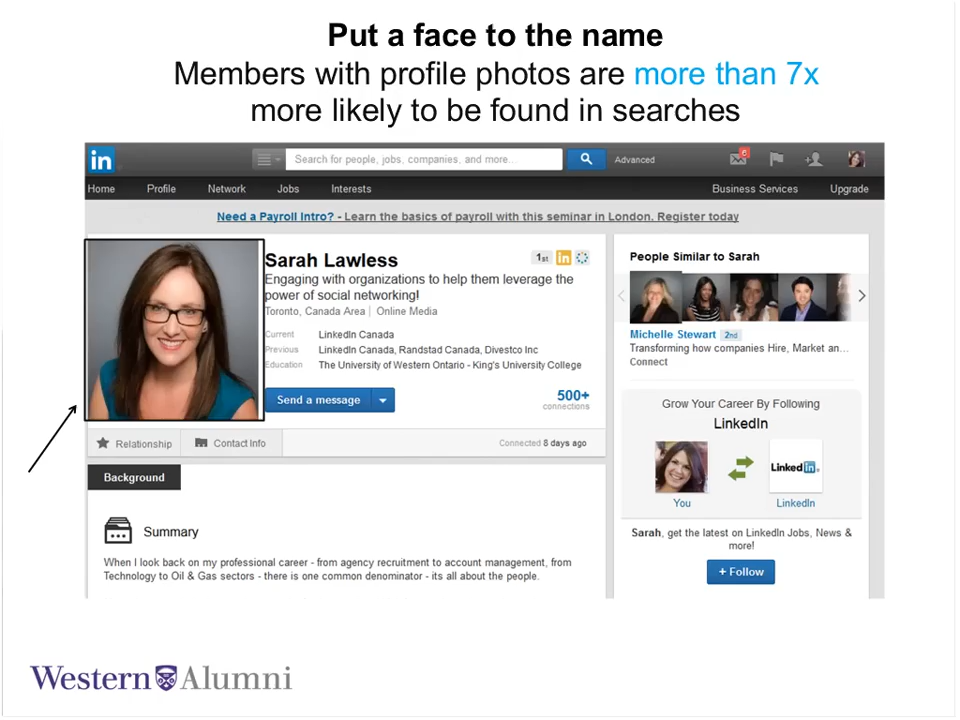 Put a face to the name
Members with profile photos are more than 7x
more likely to be found in searches
in
Search for people, jobs, companies, and more...
Advanced
6
Home Profile Network Jobs Interests Business Services Upgrade
Need a Payroll Intro? - Learn the basics of payroll with this seminar in London. Register today
Sarah Lawless
1st in
Engaging with organizations to help them leverage the
power of social networking!
Toronto, Canada Area | Online Media
Current LinkedIn Canada
Previous LinkedIn Canada, Randstad Canada, Divestco Inc
Education The University of Western Ontario - King's University College
Send a message
500+
connections
Relationship Contact Info Connected 8 days ago
Background
Summary
When I look back on my professional career - from agency recruitment to account management, from
Technology to Oil & Gas sectors - there is one common denominator - its all about the people.
People Similar to Sarah
Michelle Stewart 2nd
Transforming how companies Hire, Market an...
Connect
Grow Your Career By Following
LinkedIn
Linked in
You LinkedIn
Sarah, get the latest on LinkedIn Jobs, News &
more!
+ Follow
Western Alumni